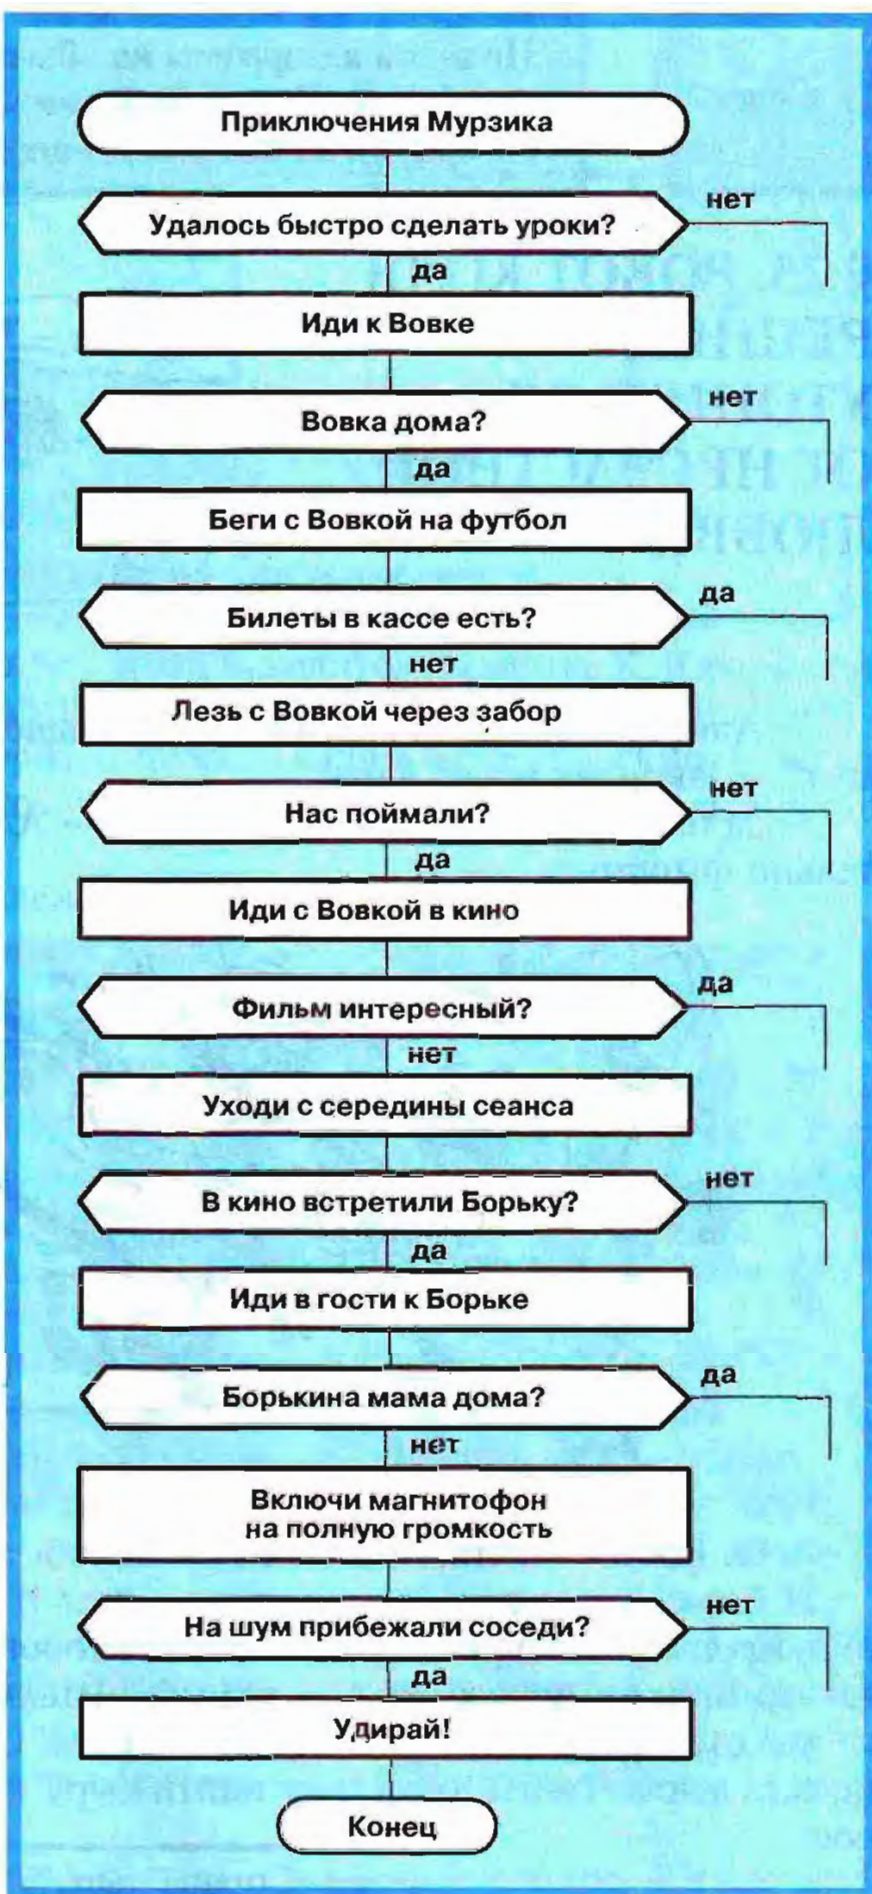 Приключения Мурзика
Удалось быстро сделать уроки?
нет
да
Иди к Вовке
Вовка дома?
нет
да
Беги с Вовкой на футбол
Билеты в кассе есть?
да
нет
Лезь с Вовкой через забор
Нас поймали?
нет
да
Иди с Вовкой в кино
Фильм интересный?
да
нет
Уходи с середины сеанса
В кино встретили Борьку?
нет
да
Иди в гости к Борьке
Борькина мама дома?
да
нет
Включи магнитофон
на полную громкость
На шум прибежали соседи?
нет
да
Удирай!
Конец